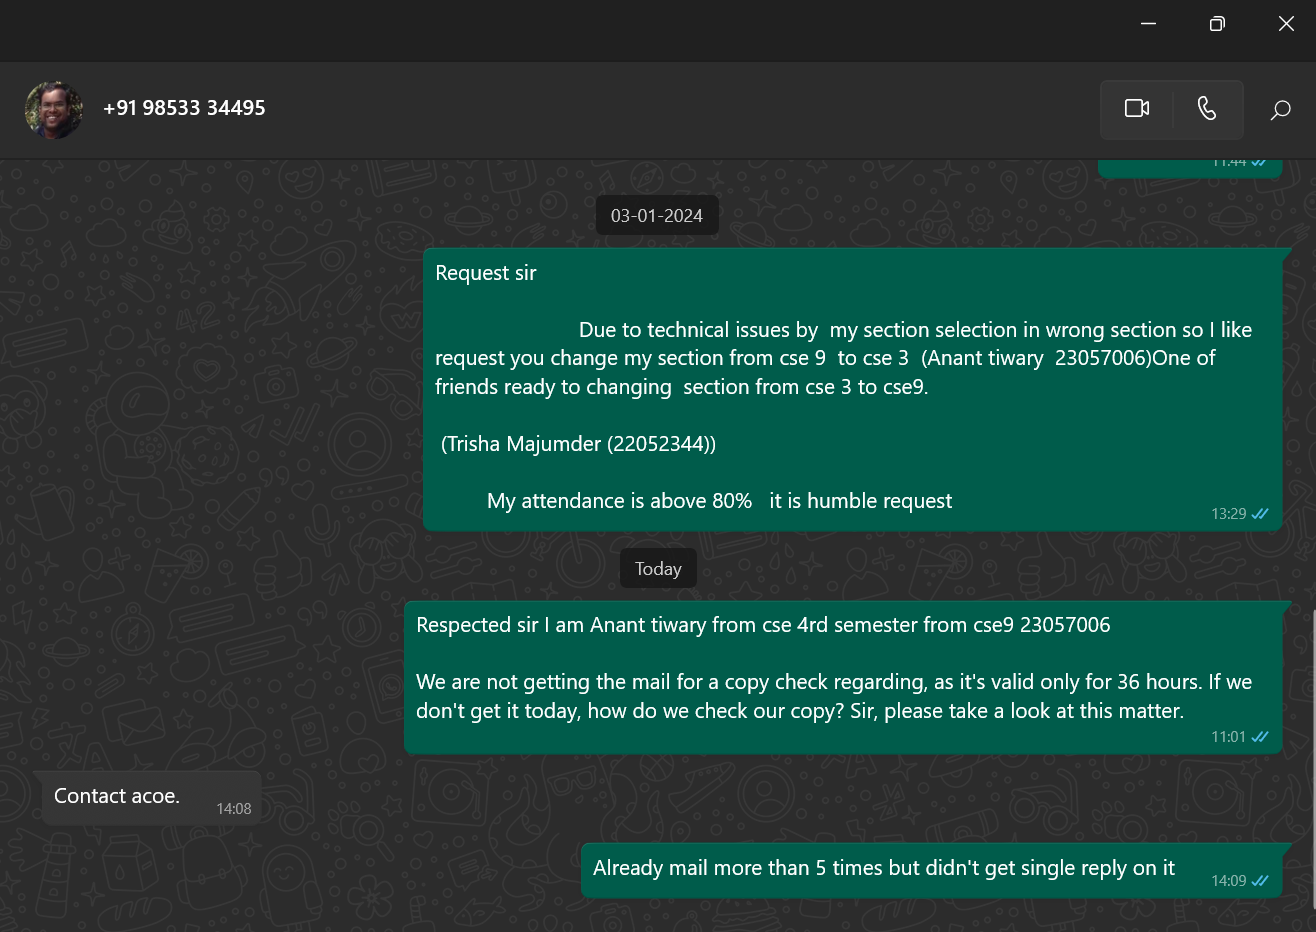 +91 98533 34495
11:44
03-01-2024
Request sir
Due to technical issues by my section selection in wrong section so I like
request you change my section from cse 9 to cse 3 (Anant tiwary 23057006)One of
friends ready to changing section from cse 3 to cse9.
(Trisha Majumder (22052344))
My attendance is above 80% it is humble request
13:29
Today
Respected sir I am Anant tiwary from cse 4rd semester from cse9 23057006
We are not getting the mail for a copy check regarding, as it's valid only for 36 hours. If we
don't get it today, how do we check our copy? Sir, please take a look at this matter.
11:01
Contact acoe.
14:08
Already mail more than 5 times but didn't get single reply on it
14:09